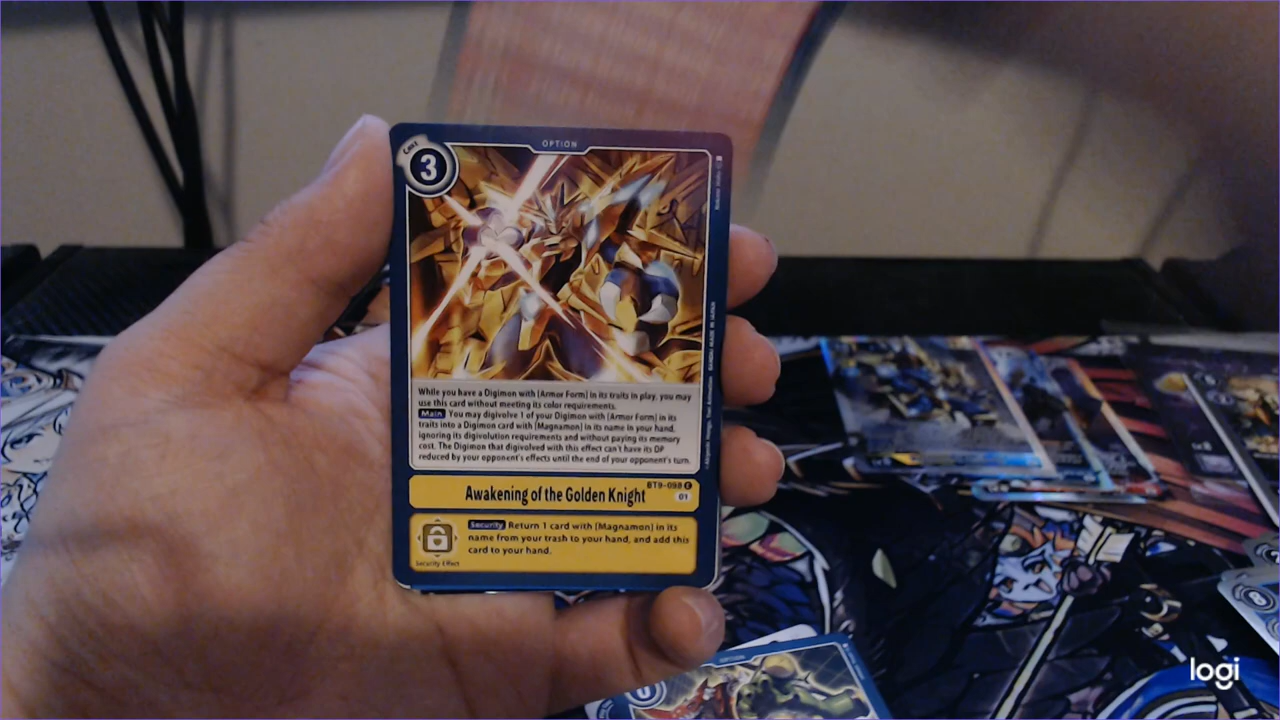 OPTION
Cost
3
While you have a Digimon with [Armor Form] in its traits in play, you may
use this card without meeting its color requirements.
Main You may digivolve 1 of your Digimon with [Armor Form] in its
traits into a Digimon card with [Magnamon] in its name in your hand,
ignoring its digivolution requirements and without paying its memory
cost. The Digimon that digivolved with this effect can't have its DP
reduced by your opponent's effects until the end of your opponent's turn.
BT9-098 C
Awakening of the Golden Knight
01
Security Return 1 card with [Magnamon] in its
name from your trash to your hand, and add this
card to your hand.
Security Effect
OPTION
logi